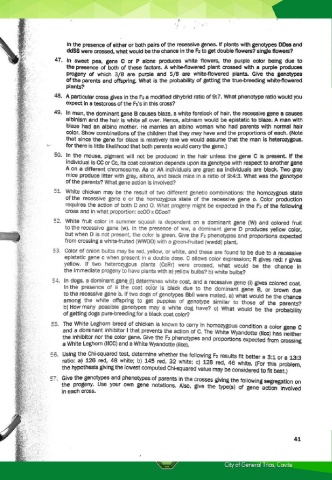 in the presence of either or both pairs of the recessive genes. If plants with genotypes DDss and
ddSS were crossed, what would be the chance in the F2 to get double flowers? single flowers?
47. In sweet pea, gene C or P alone produces white flowers, the purple color being due to
the presence of both of these factors. A white-flowered plant crossed with a purple produces
progeny of which 3/8 are purple and 5/8 are white-flowered plants. Give the genotypes
of the parents and offspring. What is the probability of getting the true-breeding white-flowered
plants?
48. A particular cross gives in the F2 a modified dihybrid ratio of 9:7. What phenotype ratio would you
expect in a testcross of the F1's in this cross?
49. In man, the dominant gene B causes blaze, a white forelock of hair, the recessive gene a causes
albinism and the hair is white all over. Hence, albinism would be epistatic to blaze. A man with
blaze had an albino mother. He marries an albino woman who had parents with normal hair
color. Show combinations of the children that they may have and the proportions of each. (Note
that since the gene for blaze is relatively rare we would assume that the man is heterozygous.
for there is little likelihood that both parents would carry the gene.)
50. In the mouse, pigment will not be produced in the hair unless the gene C is present. If the
individual is CC or Cc, its coat coloration depends upon its genotype with respect to another gene
A on a different chromosome. AA or AA individuals are gray; aa individuals are black. Two gray
mice produce litter with gray, albino, and black mice in a ratio of 9:4:3. What was the genotype
of the parents? What gene action is involved?
51. White chicken may be the result of two different genetic combinations: the homozygous state
of the recessive gene c or the homozygous state of the recessive gene o. Color production
requires the action of both C and O. What progeny might be expected in the F2 of the following
cross and in what proportion: ccOO x CCoo?
52. White fruit color in summer squash is dependent on a dominant gene (W) and colored fruit
to the recessive gene (w). In the presence of ww, a dominant gene D produces yellow color,
but when D is not present, the color is green. Give the F2 phenotypes and proportions expected
from crossing a white-fruited (WWDD) with a green-fruited (wwdd) plant.
53. Color of onion bulbs may be red, yellow, or white, and these are found to be due to a recessive
epistatic gene c when present in a double dose. C allows color expression; R gives red; r gives
yellow. If two heterozygous plants (CcRr) were crossed, what would be the chance in
the immediate progeny to have plants with a) yellow bulbs? b) white bulbs?
54. In dogs, a dominant gene (I) determines white coat, and a recessive gene (i) gives colored coat.
In the presence of ii the coat color is black due to the dominant gene B, or brown due
to the recessive gene b. If two dogs of genotypes BbIi were mated, a) what would be the chance
among the white offspring to get puppies of genotype similar to those of the parents?
b) How many possible genotypes may a white dog have? c) What would be the probability
of getting dogs pure-breeding for a black coat color?
55. The White Leghorn breed of chicken is known to carry in homozygous condition a color gene C
and a dominant inhibitor I that prevents the action of C. The White Wyandotte (iicc) has neither
the inhibitor nor the color gene. Give the F2 phenotypes and proportions expected from crossing
a White Leghorn (IICC) and a White Wyandotte (iicc).
56. Using the Chi-squared test, determine whether the following F2 results fit better a 3:1 or a 13:3
ratio: a) 126 red, 48 white; b) 145 red, 32 white; c) 128 red, 46 white. (For this problem,
the hypothesis giving the lowest computed Chi-squared value may be considered to fit best.)
57. Give the genotypes and phenotypes of parents in the crosses giving the following segregation on
the progeny. Use your own gene notations. Also, give the type(s) of gene action involved
in each cross.
41
City of General Trias, Cavite